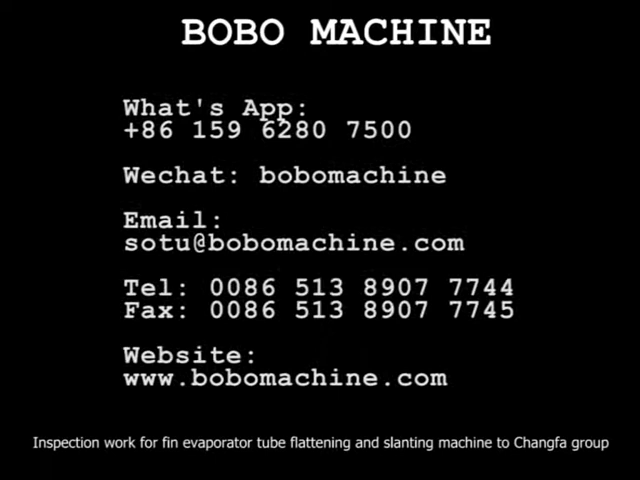 BOBO MACHINE
What's App:
+86 159 6280 7500
Wechat: bobomachine
Email:
sotu@bobomachine.com
Tel: 0086 513 8907 7744
Fax: 0086 513 8907 7745
Website:
www.bobomachine.com
Inspection work for fin evaporator tube flattening and slanting machine to Changfa group